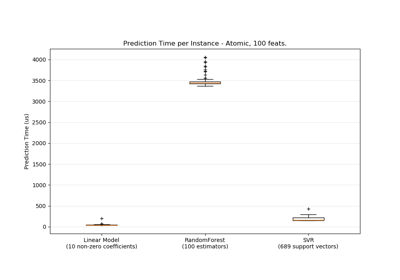 Prediction Time per Instance - Atomic, 100 feats.
4000
3500
3000
2500
2000
1500
1000
500
0
Prediction Time (us)
Linear Model
(10 non-zero coefficients)
RandomForest
(100 estimators)
SVR
(689 support vectors)